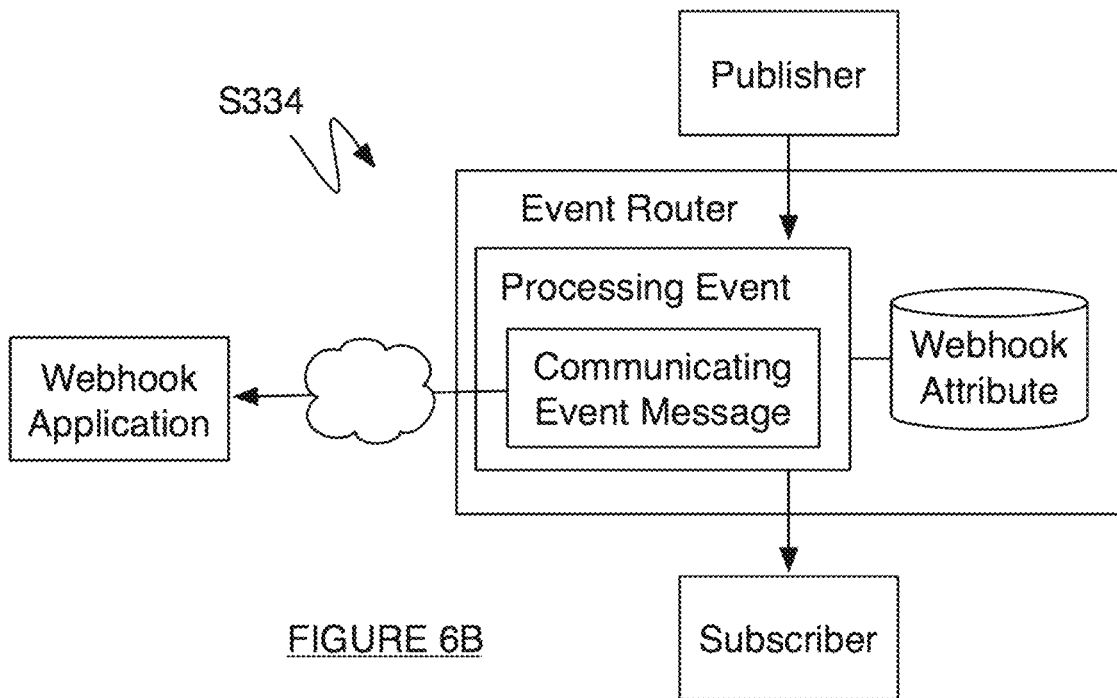 Publisher
S334
Event Router
Processing Event
Webhook
Attribute
Communicating
Event Message
Webhook
Application
Subscriber
FIGURE 6B